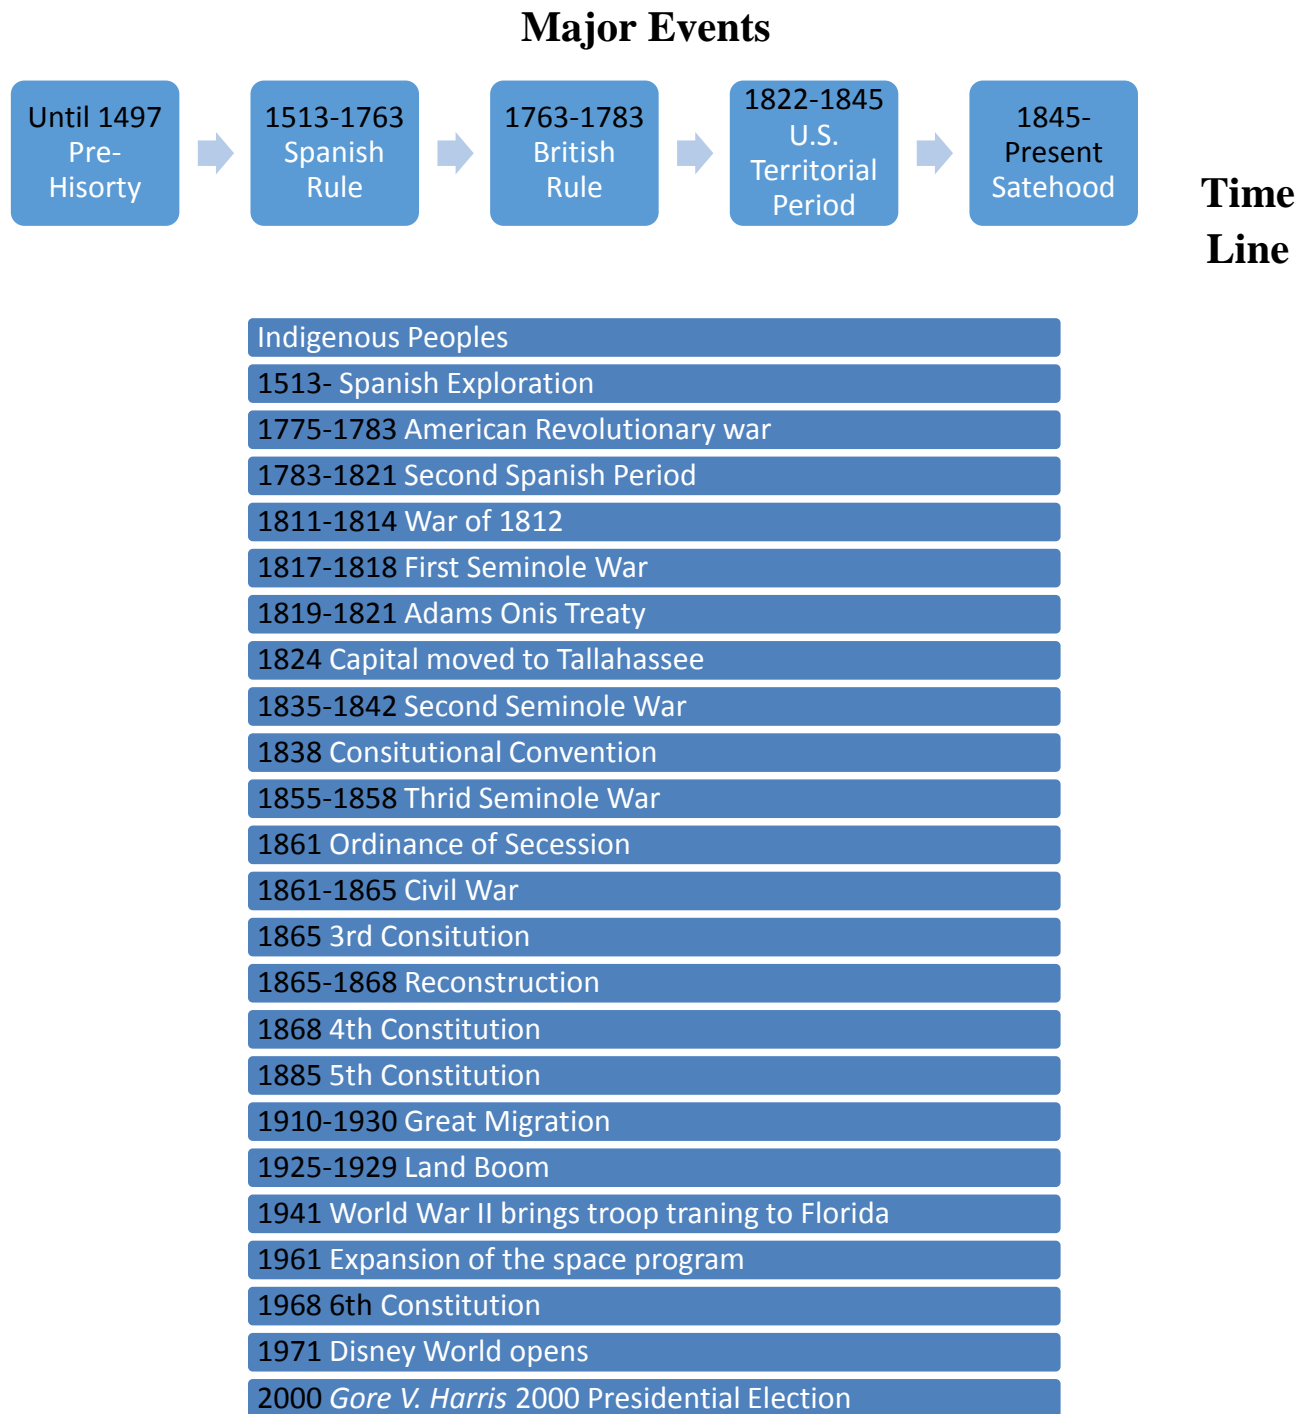 Major Events
Until 1497
Pre-
Hisorty
1513-1763
Spanish
Rule
1763-1783
British
Rule
1822-1845
U.S.
Territorial
Period
1845-
Present
Satehood
Time
Line
Indigenous Peoples
1513- Spanish Exploration
1775-1783 American Revolutionary war
1783-1821 Second Spanish Period
1811-1814 War of 1812
1817-1818 First Seminole War
1819-1821 Adams Onis Treaty
1824 Capital moved to Tallahassee
1835-1842 Second Seminole War
1838 Consitutional Convention
1855-1858 Thrid Seminole War
1861 Ordinance of Secession
1861-1865 Civil War
1865 3rd Consitution
1865-1868 Reconstruction
1868 4th Constitution
1885 5th Constitution
1910-1930 Great Migration
1925-1929 Land Boom
1941 World War II brings troop traning to Florida
1961 Expansion of the space program
1968 6th Constitution
1971 Disney World opens
2000 Gore V. Harris 2000 Presidential Election